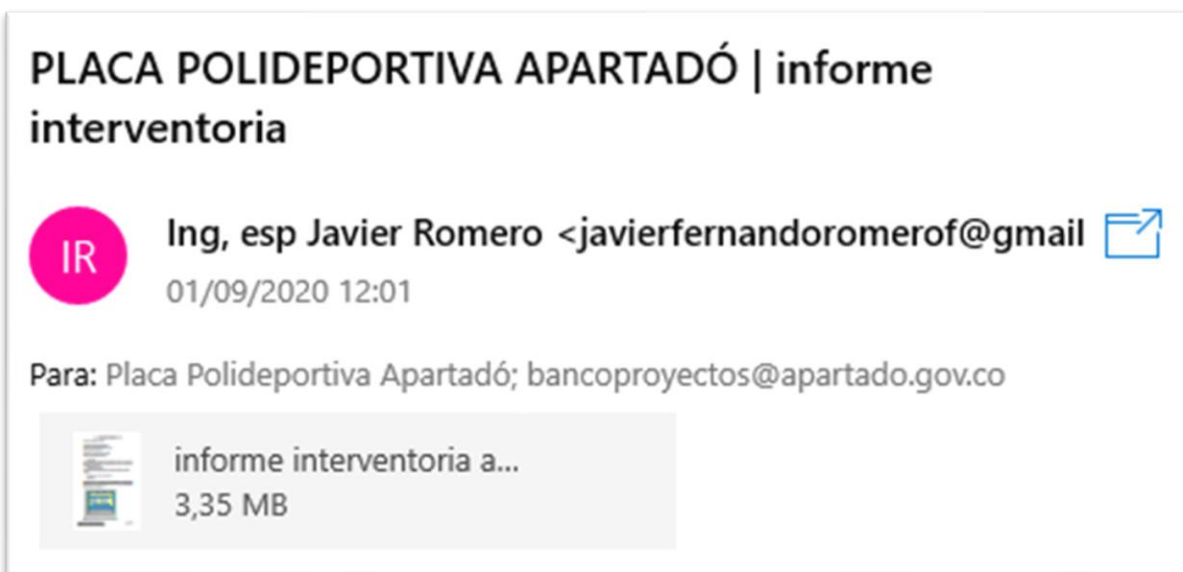 PLACA POLIDEPORTIVA APARTADÓ | informe
interventoria
IR
Ing, esp Javier Romero <javierfernandoromerof@gmail
01/09/2020 12:01
Para: Placa Polideportiva Apartadó; bancoproyectos@apartado.gov.co
informe interventoria a...
3,35 MB